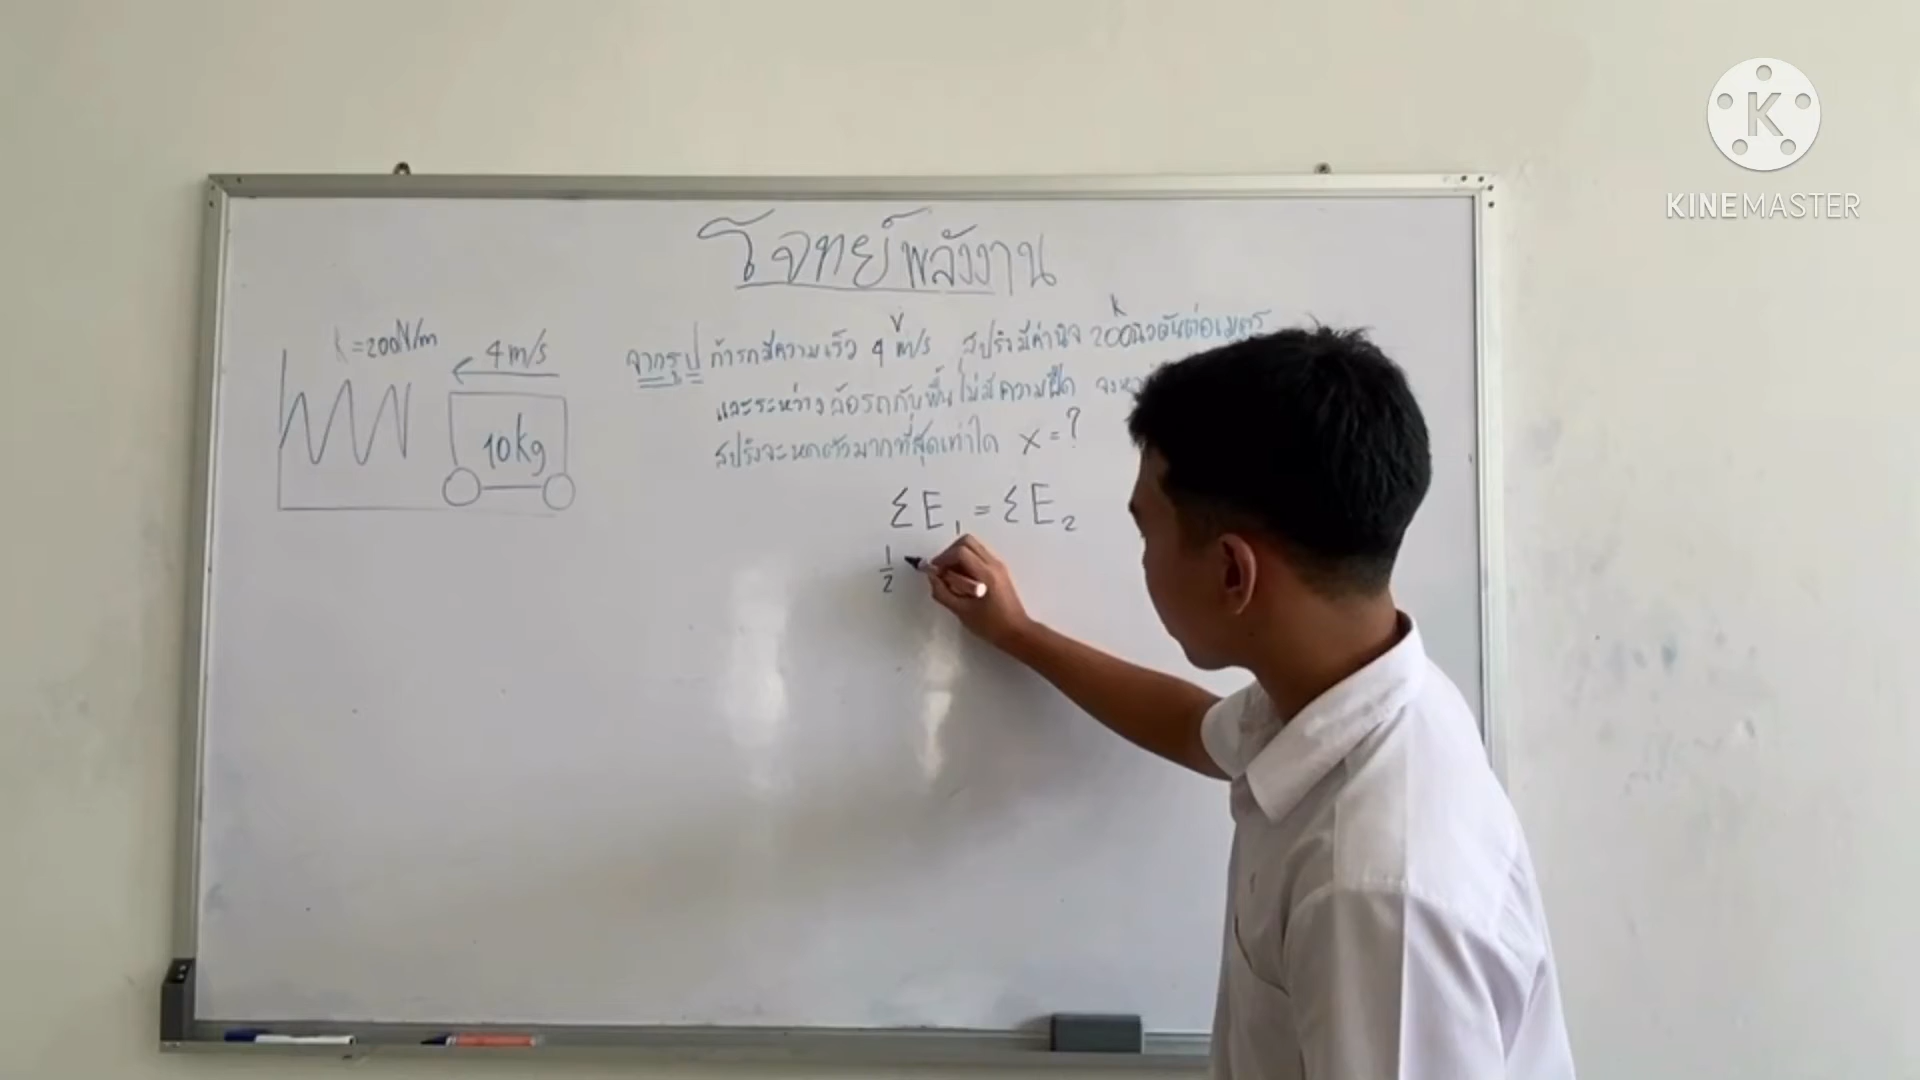 โจทย์พลังงาน
k=200N/m
4 m/s
10kg
จากรูป ถ้ารถมีความเร็ว 4 m/s สปริงมีค่านิจ 200นิวตันต่อเมตร
v
k
และระหว่างล้อรถกับพื้นไม่มีความฝืด จงหา
สปริงจะหดตัวมากที่สุดเท่าใด x = ?
ΣE₁ = ΣE₂
1/2
K
KINEMASTER